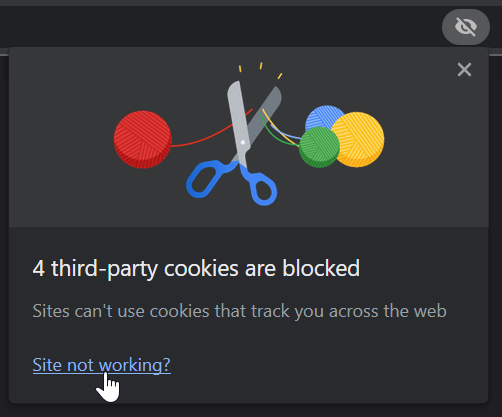 4 third-party cookies are blocked
Sites can't use cookies that track you across the web
Site not working?